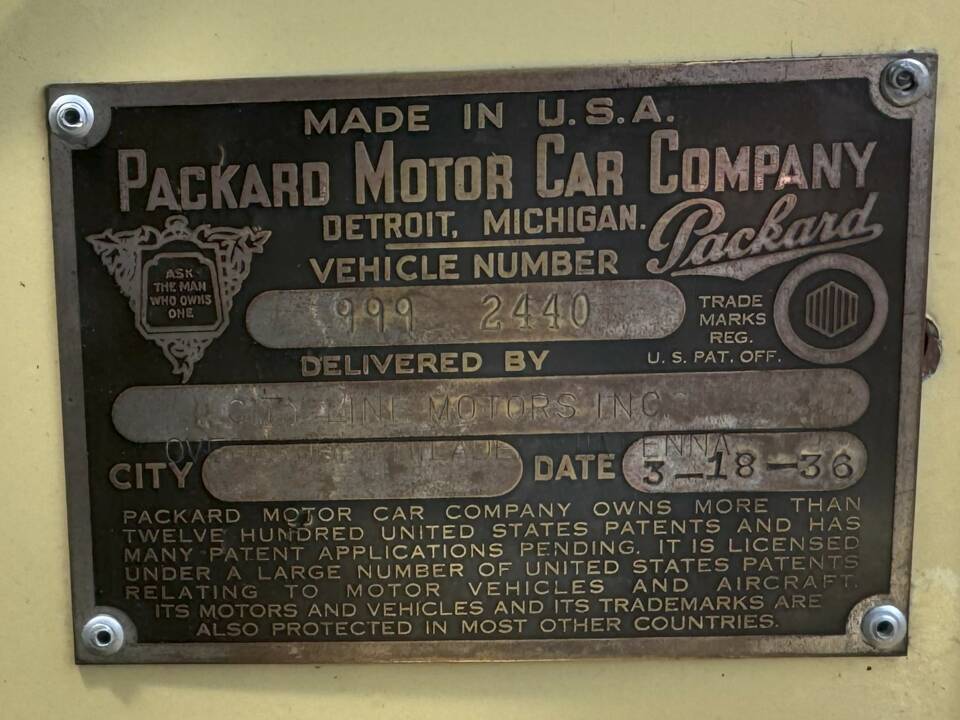 MADE IN U.S.A.
PACKARD MOTOR CAR COMPANY
DETROIT, MICHIGAN.
Packard
ASK
THE MAN
WHO OWNS
ONE
VEHICLE NUMBER
999 2440
TRADE
MARKS
REG.
U.S. PAT. OFF.
DELIVERED BY
CITY LINE MOTORS INC
CITY
DATE 3-18-36
PACKARD MOTOR CAR COMPANY OWNS MORE THAN
TWELVE HUNDRED UNITED STATES PATENTS AND HAS
MANY PATENT APPLICATIONS PENDING. IT IS LICENSED
UNDER A LARGE NUMBER OF UNITED STATES PATENTS
RELATING TO MOTOR VEHICLES AND AIRCRAFT.
ITS MOTORS AND VEHICLES AND ITS TRADEMARKS ARE
ALSO PROTECTED IN MOST OTHER COUNTRIES.